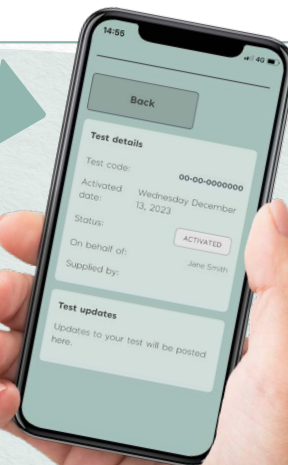 14:55
4G
Back
Test details
Test code: 00-00-0000000
Activated date: Wednesday December 13, 2023
Status: ACTIVATED
On behalf of: Jane Smith
Supplied by:
Test updates
Updates to your test will be posted
here.